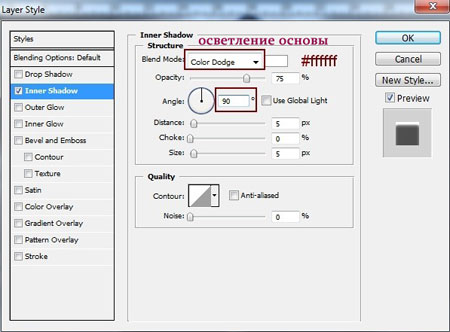 Layer Style
Styles
Blending Options: Default
Drop Shadow
Inner Shadow
Outer Glow
Inner Glow
Bevel and Emboss
Contour
Texture
Satin
Color Overlay
Gradient Overlay
Pattern Overlay
Stroke
Inner Shadow
осветление основы
Structure
Blend Mode: Color Dodge #ffffff
Opacity: 75 %
Angle: 90 ° Use Global Light
Distance: 5 px
Choke: 0 %
Size: 5 px
Quality
Contour: Anti-aliased
Noise: 0 %
OK
Cancel
New Style...
Preview